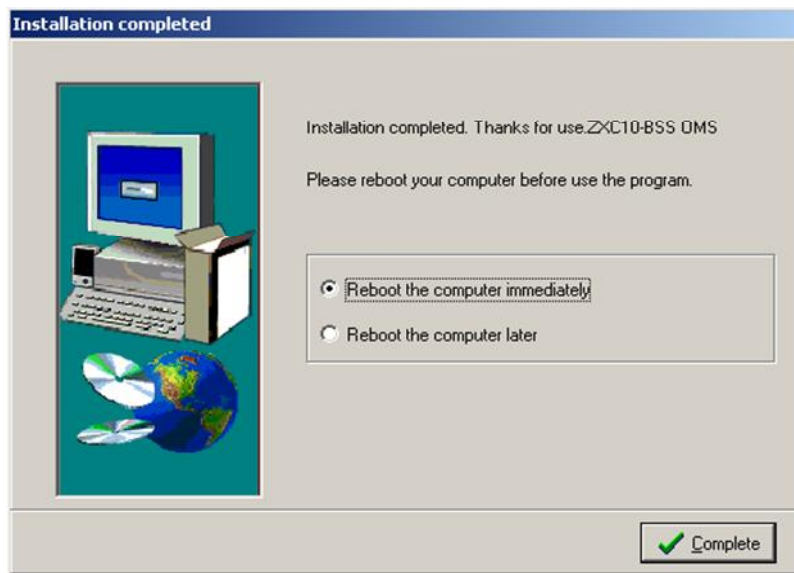 Installation completed
Installation completed. Thanks for use.ZXC10-BSS OMS
Please reboot your computer before use the program.
Reboot the computer immediately
Reboot the computer later
Complete